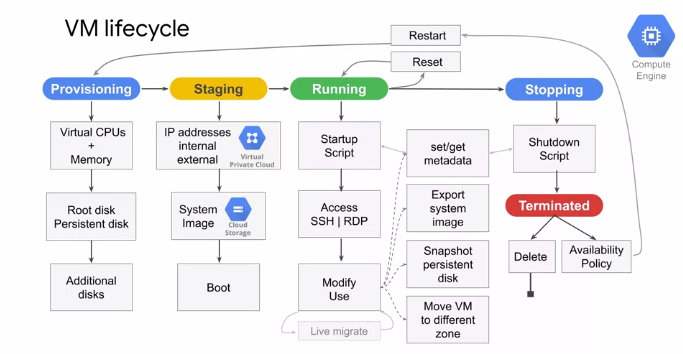 VM lifecycle
Restart
Reset
Compute
Engine
Provisioning
Staging
Running
Stopping
Virtual CPUs
+
Memory
IP addresses
internal
external
Virtual
Private Cloud
Startup
Script
set/get
metadata
Shutdown
Script
Root disk
Persistent disk
System
Image
Cloud
Storage
Access
SSH | RDP
Export
system
image
Terminated
Additional
disks
Boot
Modify
Use
Snapshot
persistent
disk
Delete
Availability
Policy
Live migrate
Move VM
to different
zone